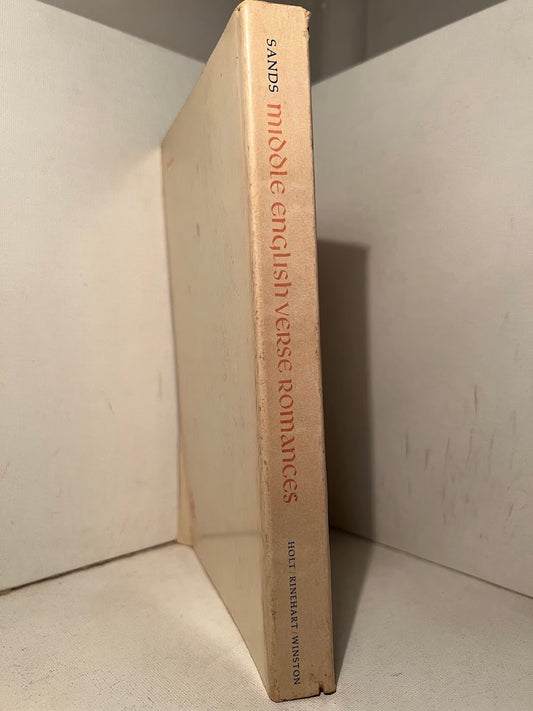 SANDS
MIDDLE ENGLISH VERSE ROMANCES
HOLT/RINEHART/WINSTON